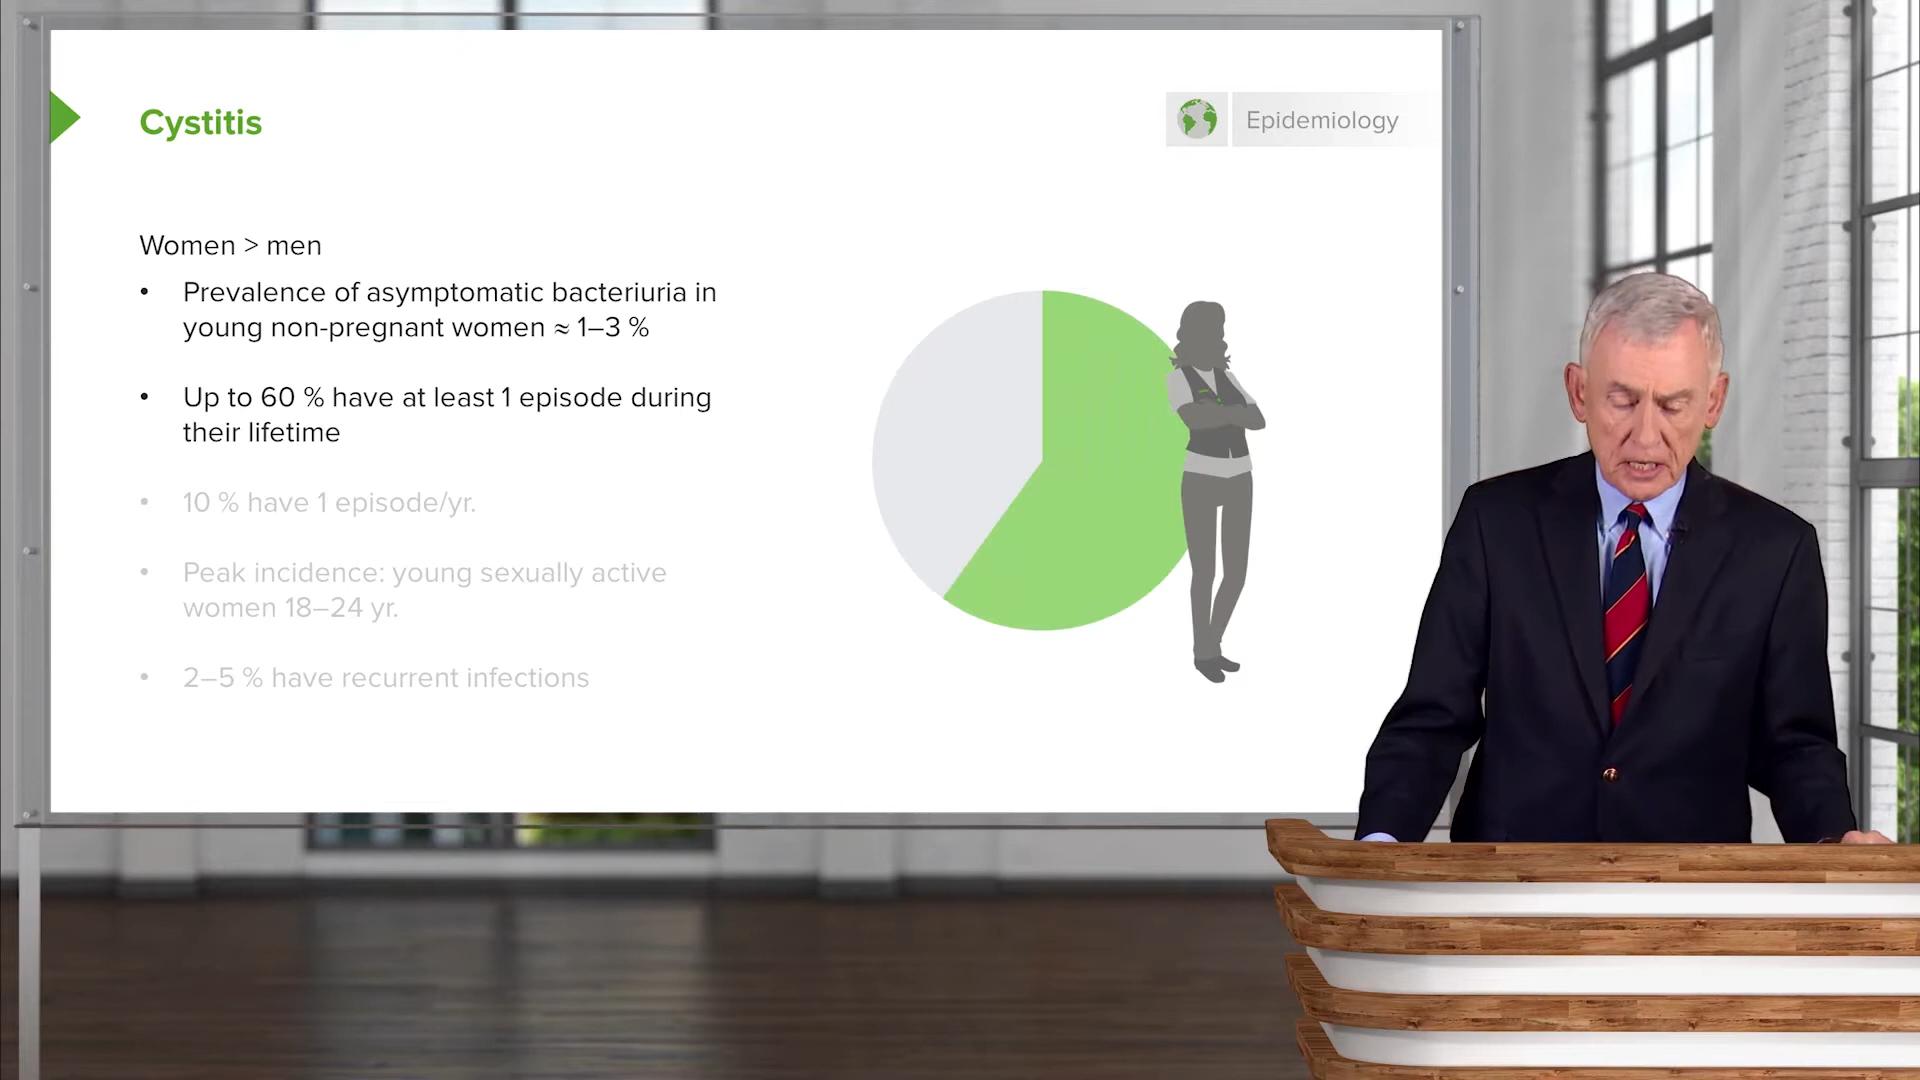 Cystitis
Epidemiology
Women > men
• Prevalence of asymptomatic bacteriuria in
young non-pregnant women ≈ 1–3 %
• Up to 60 % have at least 1 episode during
their lifetime
• 10 % have 1 episode/yr.
• Peak incidence: young sexually active
women 18–24 yr.
• 2–5 % have recurrent infections